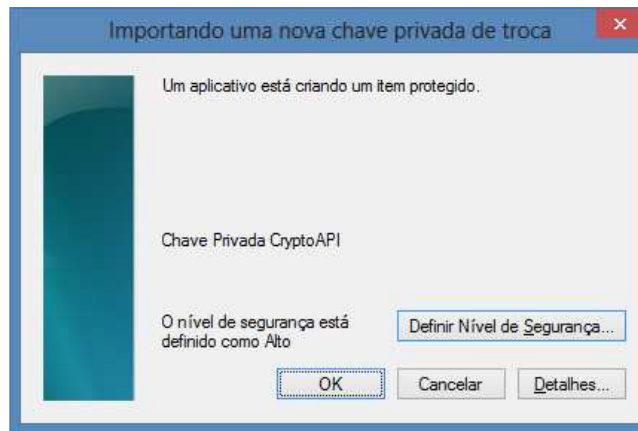 Importando uma nova chave privada de troca
Um aplicativo está criando um item protegido.
Chave Privada CryptoAPI
O nível de segurança está
definido como Alto
Definir Nível de Segurança...
OK Cancelar Detalhes...